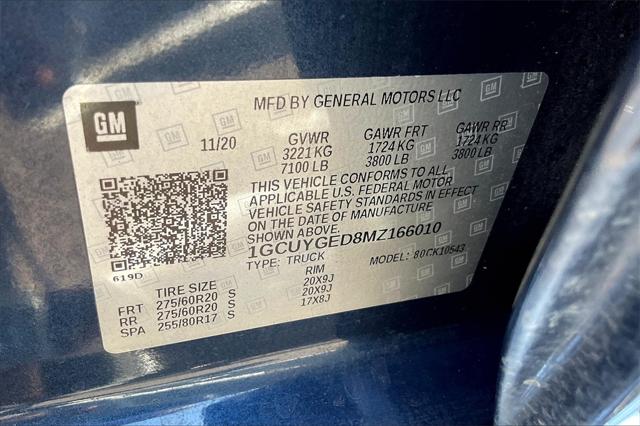 MFD BY GENERAL MOTORS LLC
GM
11/20 GVWR GAWR FRT GAWR RR
3221KG 1724 KG 1724 KG
7100 LB 3800 LB 3800 LB
THIS VEHICLE CONFORMS TO ALL
APPLICABLE U.S. FEDERAL MOTOR
VEHICLE SAFETY STANDARDS IN EFFECT
ON THE DATE OF MANUFACTURE
SHOWN ABOVE.
1GCUYGED8MZ166010
619D TYPE: TRUCK MODEL: 80CK10543
TIRE SIZE RIM
FRT 275/60R20 S 20X9J
RR 275/60R20 S 20X9J
SPA 255/80R17 S 17X8J